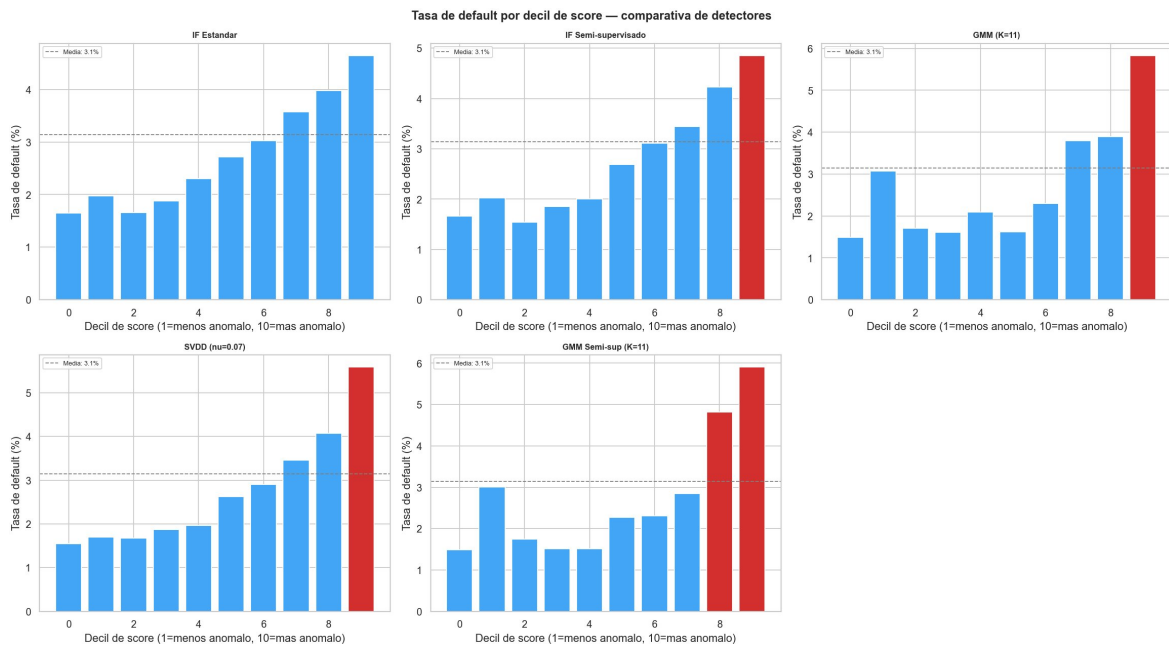 Tasa de default por decil de score — comparativa de detectores
IF Estandar
Media: 3.1%
Tasa de default (%)
4
3
2
1
0
0 2 4 6 8
Decil de score (1=menos anomalo, 10=mas anomalo)
IF Semi-supervisado
Media: 3.1%
Tasa de default (%)
5
4
3
2
1
0
0 2 4 6 8
Decil de score (1=menos anomalo, 10=mas anomalo)
GMM (K=11)
Media: 3.1%
Tasa de default (%)
6
5
4
3
2
1
0
0 2 4 6 8
Decil de score (1=menos anomalo, 10=mas anomalo)
SVDD (nu=0.07)
Media: 3.1%
Tasa de default (%)
5
4
3
2
1
0
0 2 4 6 8
Decil de score (1=menos anomalo, 10=mas anomalo)
GMM Semi-sup (K=11)
Media: 3.1%
Tasa de default (%)
6
5
4
3
2
1
0
0 2 4 6 8
Decil de score (1=menos anomalo, 10=mas anomalo)